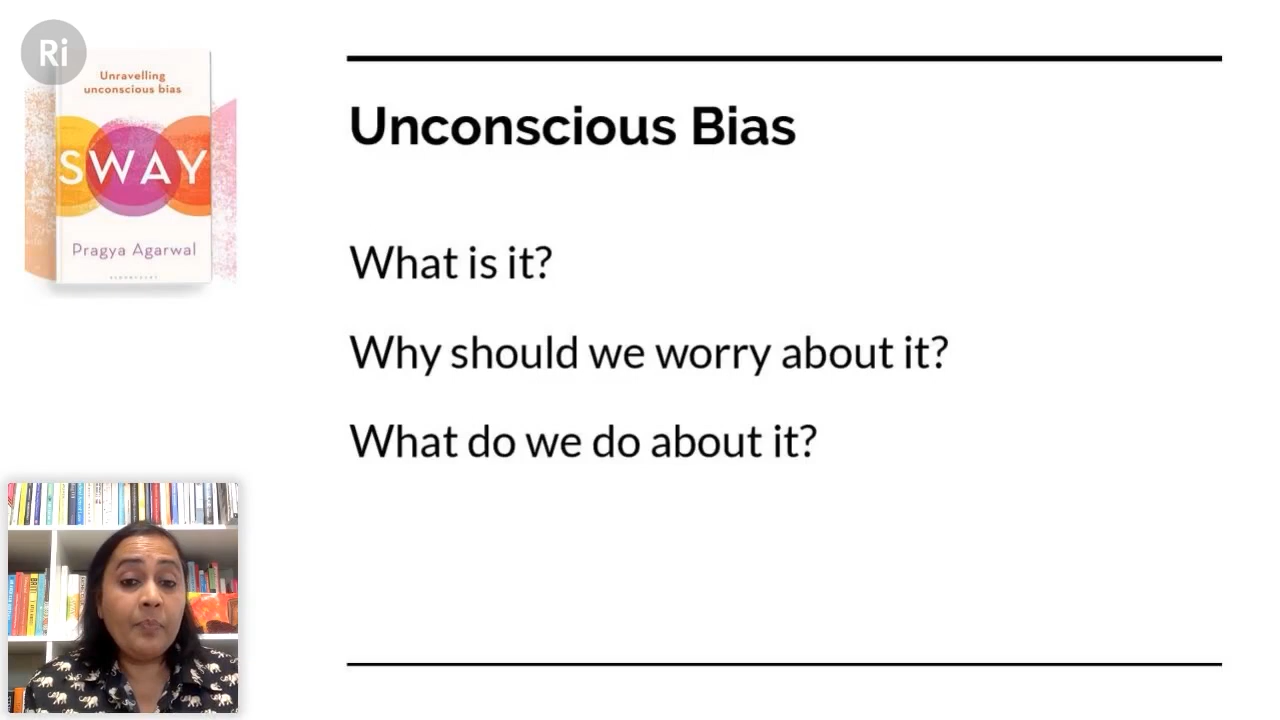 Ri
Unravelling
unconscious bias
SWAY
Pragya Agarwal
BLOOMSBURY
Unconscious Bias
What is it?
Why should we worry about it?
What do we do about it?